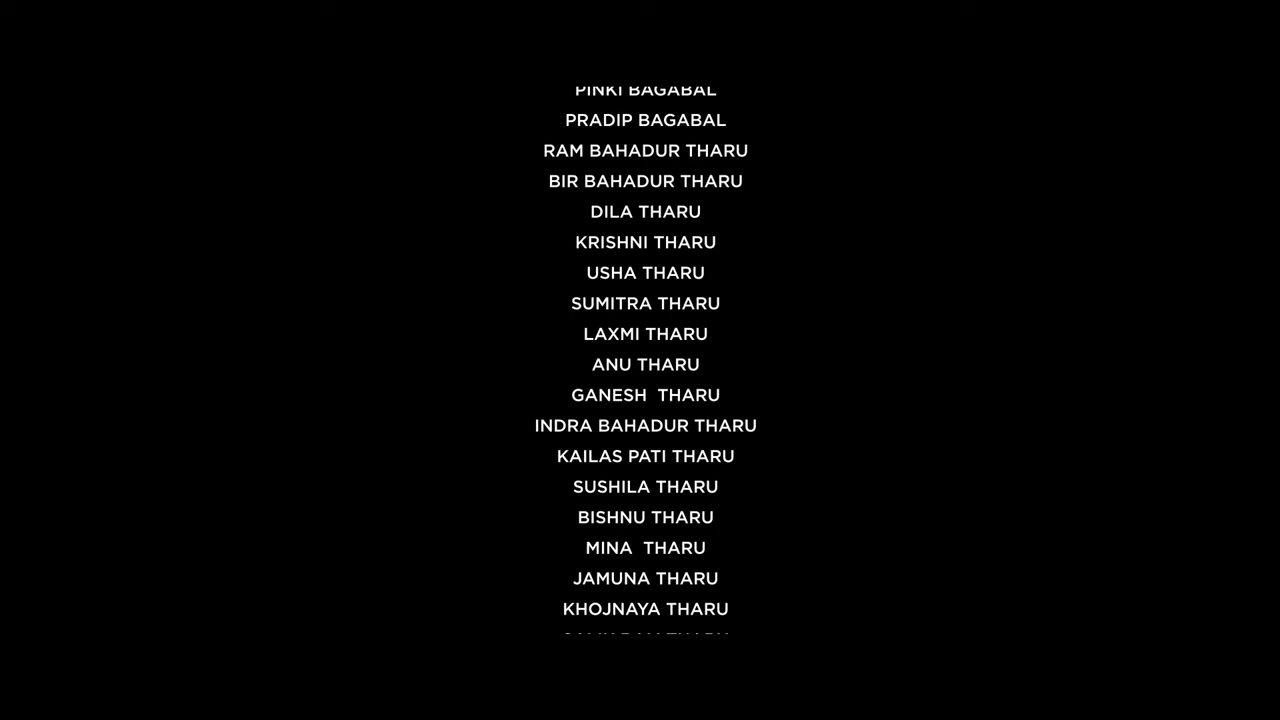 PINKI BAGABAL
PRADIP BAGABAL
RAM BAHADUR THARU
BIR BAHADUR THARU
DILA THARU
KRISHNI THARU
USHA THARU
SUMITRA THARU
LAXMI THARU
ANU THARU
GANESH  THARU
INDRA BAHADUR THARU
KAILAS PATI THARU
SUSHILA THARU
BISHNU THARU
MINA  THARU
JAMUNA THARU
KHOJNAYA THARU